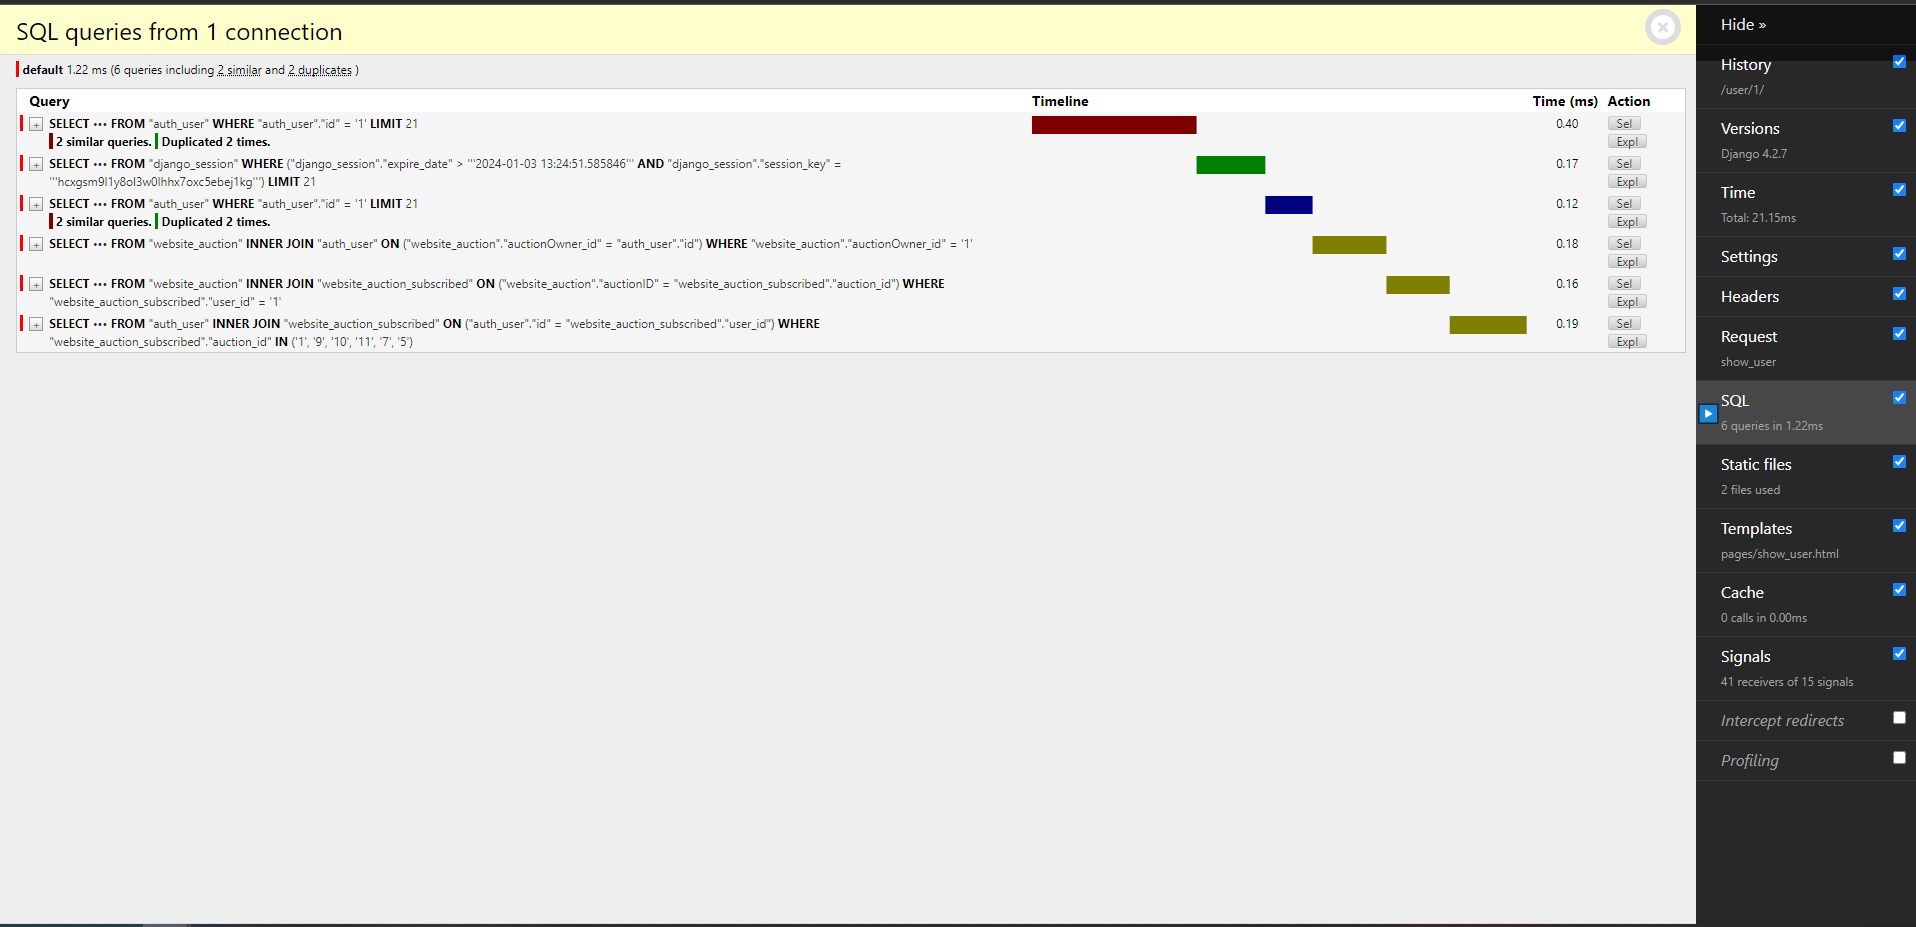 SQL queries from 1 connection
default 1.22 ms (6 queries including 2 similar and 2 duplicates )
Query Timeline Time (ms) Action
+ SELECT ••• FROM "auth_user" WHERE "auth_user"."id" = '1' LIMIT 21 0.40 Sel
2 similar queries. Duplicated 2 times. Expl
+ SELECT ••• FROM "django_session" WHERE ("django_session"."expire_date" > '''2024-01-03 13:24:51.585846''' AND "django_session"."session_key" = 0.17 Sel
'''hcxgsm9l1y8ol3w0lhhx7oxc5ebej1kg''') LIMIT 21 Expl
+ SELECT ••• FROM "auth_user" WHERE "auth_user"."id" = '1' LIMIT 21 0.12 Sel
2 similar queries. Duplicated 2 times. Expl
+ SELECT ••• FROM "website_auction" INNER JOIN "auth_user" ON ("website_auction"."auctionOwner_id" = "auth_user"."id") WHERE "website_auction"."auctionOwner_id" = '1' 0.18 Sel
Expl
+ SELECT ••• FROM "website_auction" INNER JOIN "website_auction_subscribed" ON ("website_auction"."auctionID" = "website_auction_subscribed"."auction_id") WHERE 0.16 Sel
"website_auction_subscribed"."user_id" = '1' Expl
+ SELECT ••• FROM "auth_user" INNER JOIN "website_auction_subscribed" ON ("auth_user"."id" = "website_auction_subscribed"."user_id") WHERE 0.19 Sel
"website_auction_subscribed"."auction_id" IN ('1', '9', '10', '11', '7', '5') Expl
Hide »
History
/user/1/
Versions
Django 4.2.7
Time
Total: 21.15ms
Settings
Headers
Request
show_user
SQL
6 queries in 1.22ms
Static files
2 files used
Templates
pages/show_user.html
Cache
0 calls in 0.00ms
Signals
41 receivers of 15 signals
Intercept redirects
Profiling